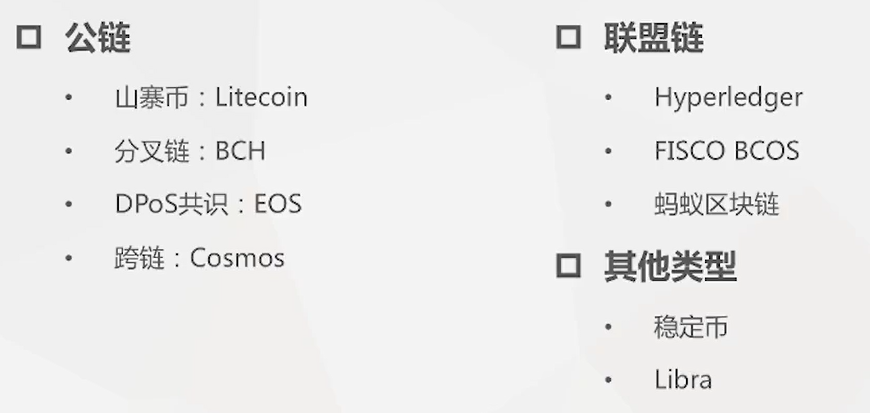 公链
山寨币：Litecoin
分叉链：BCH
DPoS共识：EOS
跨链：Cosmos
联盟链
Hyperledger
FISCO BCOS
蚂蚁区块链
其他类型
稳定币
Libra